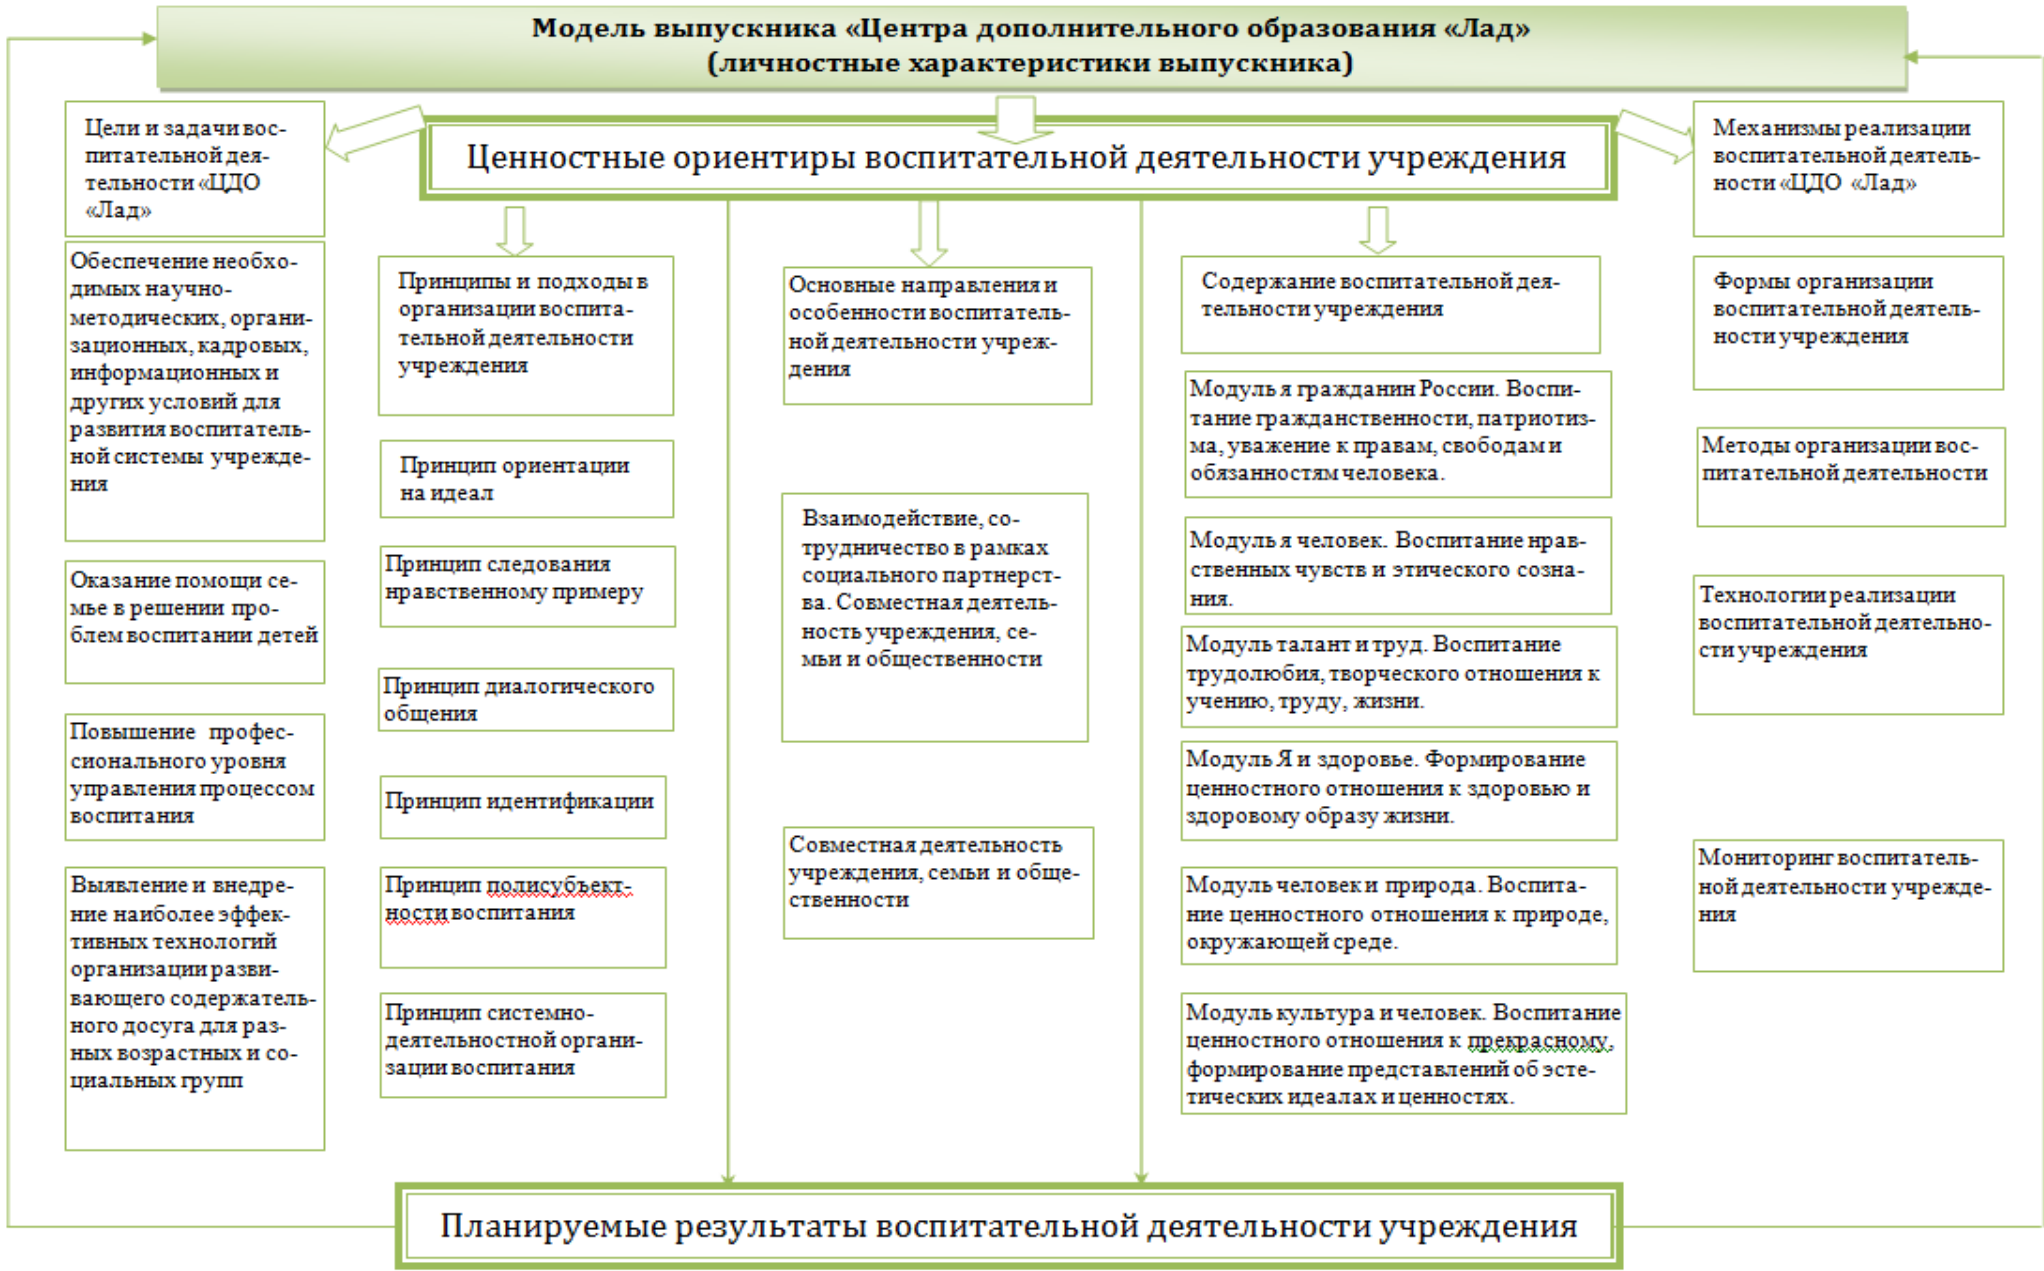 Модель выпускника «Центра дополнительного образования «Лад»
(личностные характеристики выпускника)
Ценностные ориентиры воспитательной деятельности учреждения
Цели и задачи вос-
питательной дея-
тельности «ЦДО
«Лад»
Обеспечение необхо-
димых научно-
методических, органи-
зационных, кадровых,
информационных и
других условий для
развития воспитатель-
ной системы учрежде-
ния
Оказание помощи се-
мье в решении про-
блем воспитании детей
Повышение профес-
сионального уровня
управления процессом
воспитания
Выявление и внедре-
ние наиболее эффек-
тивных технологий
организации разви-
вающего содержатель-
ного досуга для раз-
ных возрастных и со-
циальных групп
Принципы и подходы в
организации воспита-
тельной деятельности
учреждения
Принцип ориентации
на идеал
Принцип следования
нравственному примеру
Принцип диалогического
общения
Принцип идентификации
Принцип полисубъект-
ности воспитания
Принцип системно-
деятельностной органи-
зации воспитания
Основные направления и
особенности воспитатель-
ной деятельности учреж-
дения
Взаимодействие, со-
трудничество в рамках
социального партнерст-
ва. Совместная деятель-
ность учреждения, се-
мьи и общественности
Совместная деятельность
учреждения, семьи и обще-
ственности
Содержание воспитательной дея-
тельности учреждения
Модуль я гражданин России. Воспи-
тание гражданственности, патриотиз-
ма, уважение к правам, свободам и
обязанностям человека.
Модуль я человек. Воспитание нрав-
ственных чувств и этического созна-
ния.
Модуль талант и труд. Воспитание
трудолюбия, творческого отношения к
учению, труду, жизни.
Модуль Я и здоровье. Формирование
ценностного отношения к здоровью и
здоровому образу жизни.
Модуль человек и природа. Воспита-
ние ценностного отношения к природе,
окружающей среде.
Модуль культура и человек. Воспитание
ценностного отношения к прекрасному,
формирование представлений об эсте-
тических идеалах и ценностях.
Механизмы реализации
воспитательной деятель-
ности «ЦДО «Лад»
Формы организации
воспитательной деятель-
ности учреждения
Методы организации вос-
питательной деятельности
Технологии реализации
воспитательной деятельно-
сти учреждения
Мониторинг воспитатель-
ной деятельности учрежде-
ния
Планируемые результаты воспитательной деятельности учреждения